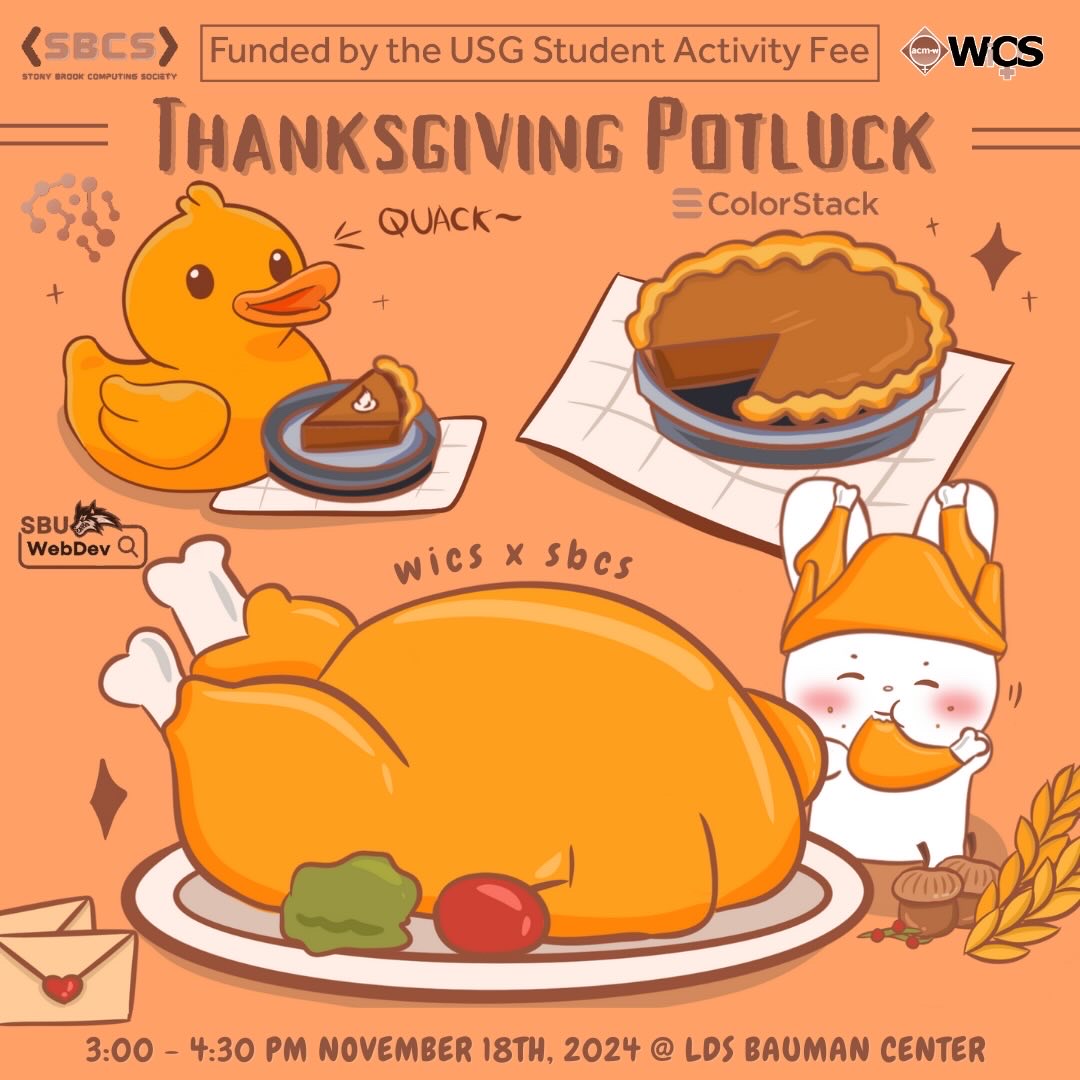 <SBCS>
STONY BROOK COMPUTING SOCIETY
Funded by the USG Student Activity Fee
acm-w
WiCS
THANKSGIVING POTLUCK
QUACK~
ColorStack
SBU
WebDev
wics x sbcs
3:00 - 4:30 PM NOVEMBER 18TH, 2024 @ LDS BAUMAN CENTER